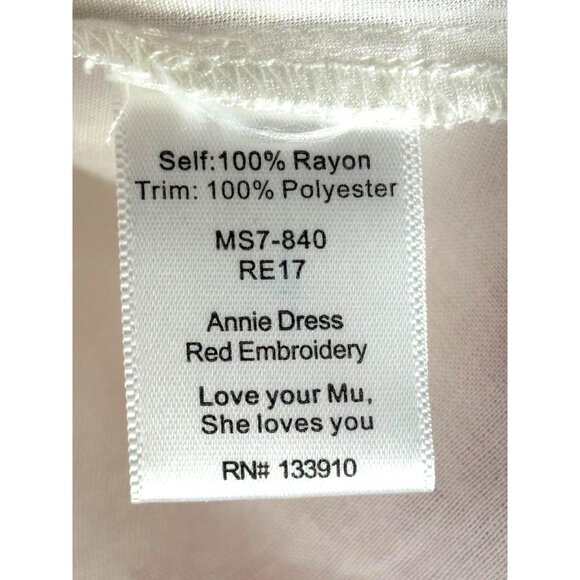 Self:100% Rayon
Trim: 100% Polyester
MS7-840
RE17
Annie Dress
Red Embroidery
Love your Mu,
She loves you
RN# 133910